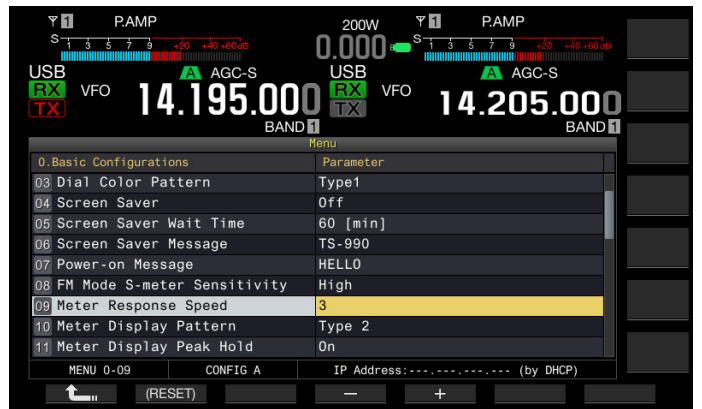 1 P.AMP 200W 1 P.AMP
S 1 3 5 7 9 +20 +40 +60dB 0.000 S 1 3 5 7 9 +20 +40 +60dB
USB A AGC-S USB A AGC-S
RX VFO 14.195.000 RX VFO 14.205.000
TX TX
BAND 1 BAND 1
Menu
0.Basic Configurations Parameter
03 Dial Color Pattern Type1
04 Screen Saver Off
05 Screen Saver Wait Time 60 [min]
06 Screen Saver Message TS-990
07 Power-on Message HELLO
08 FM Mode S-meter Sensitivity High
09 Meter Response Speed 3
10 Meter Display Pattern Type 2
11 Meter Display Peak Hold On
MENU 0-09 CONFIG A IP Address:---.---.---.--- (by DHCP)
(RESET) − +